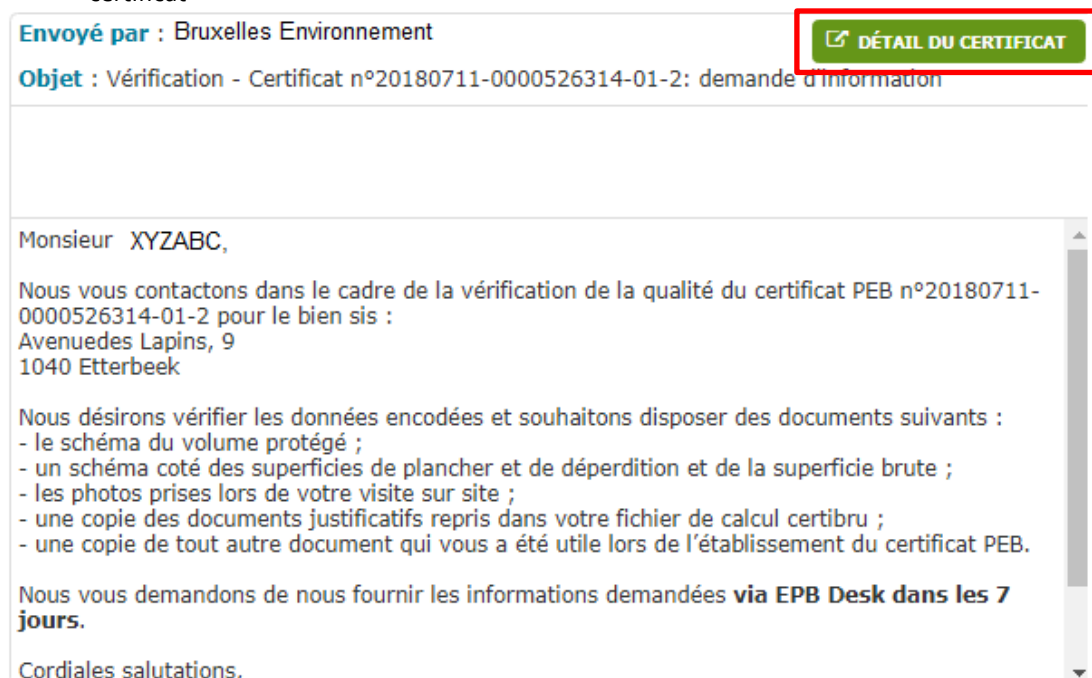 certificat
Envoyé par : Bruxelles Environnement
DÉTAIL DU CERTIFICAT
Objet : Vérification - Certificat n°20180711-0000526314-01-2: demande d'information
Monsieur XYZABC,
Nous vous contactons dans le cadre de la vérification de la qualité du certificat PEB n°20180711-
0000526314-01-2 pour le bien sis :
Avenuedes Lapins, 9
1040 Etterbeek
Nous désirons vérifier les données encodées et souhaitons disposer des documents suivants :
- le schéma du volume protégé ;
- un schéma coté des superficies de plancher et de déperdition et de la superficie brute ;
- les photos prises lors de votre visite sur site ;
- une copie des documents justificatifs repris dans votre fichier de calcul certibru ;
- une copie de tout autre document qui vous a été utile lors de l'établissement du certificat PEB.
Nous vous demandons de nous fournir les informations demandées via EPB Desk dans les 7
jours.
Cordiales salutations,